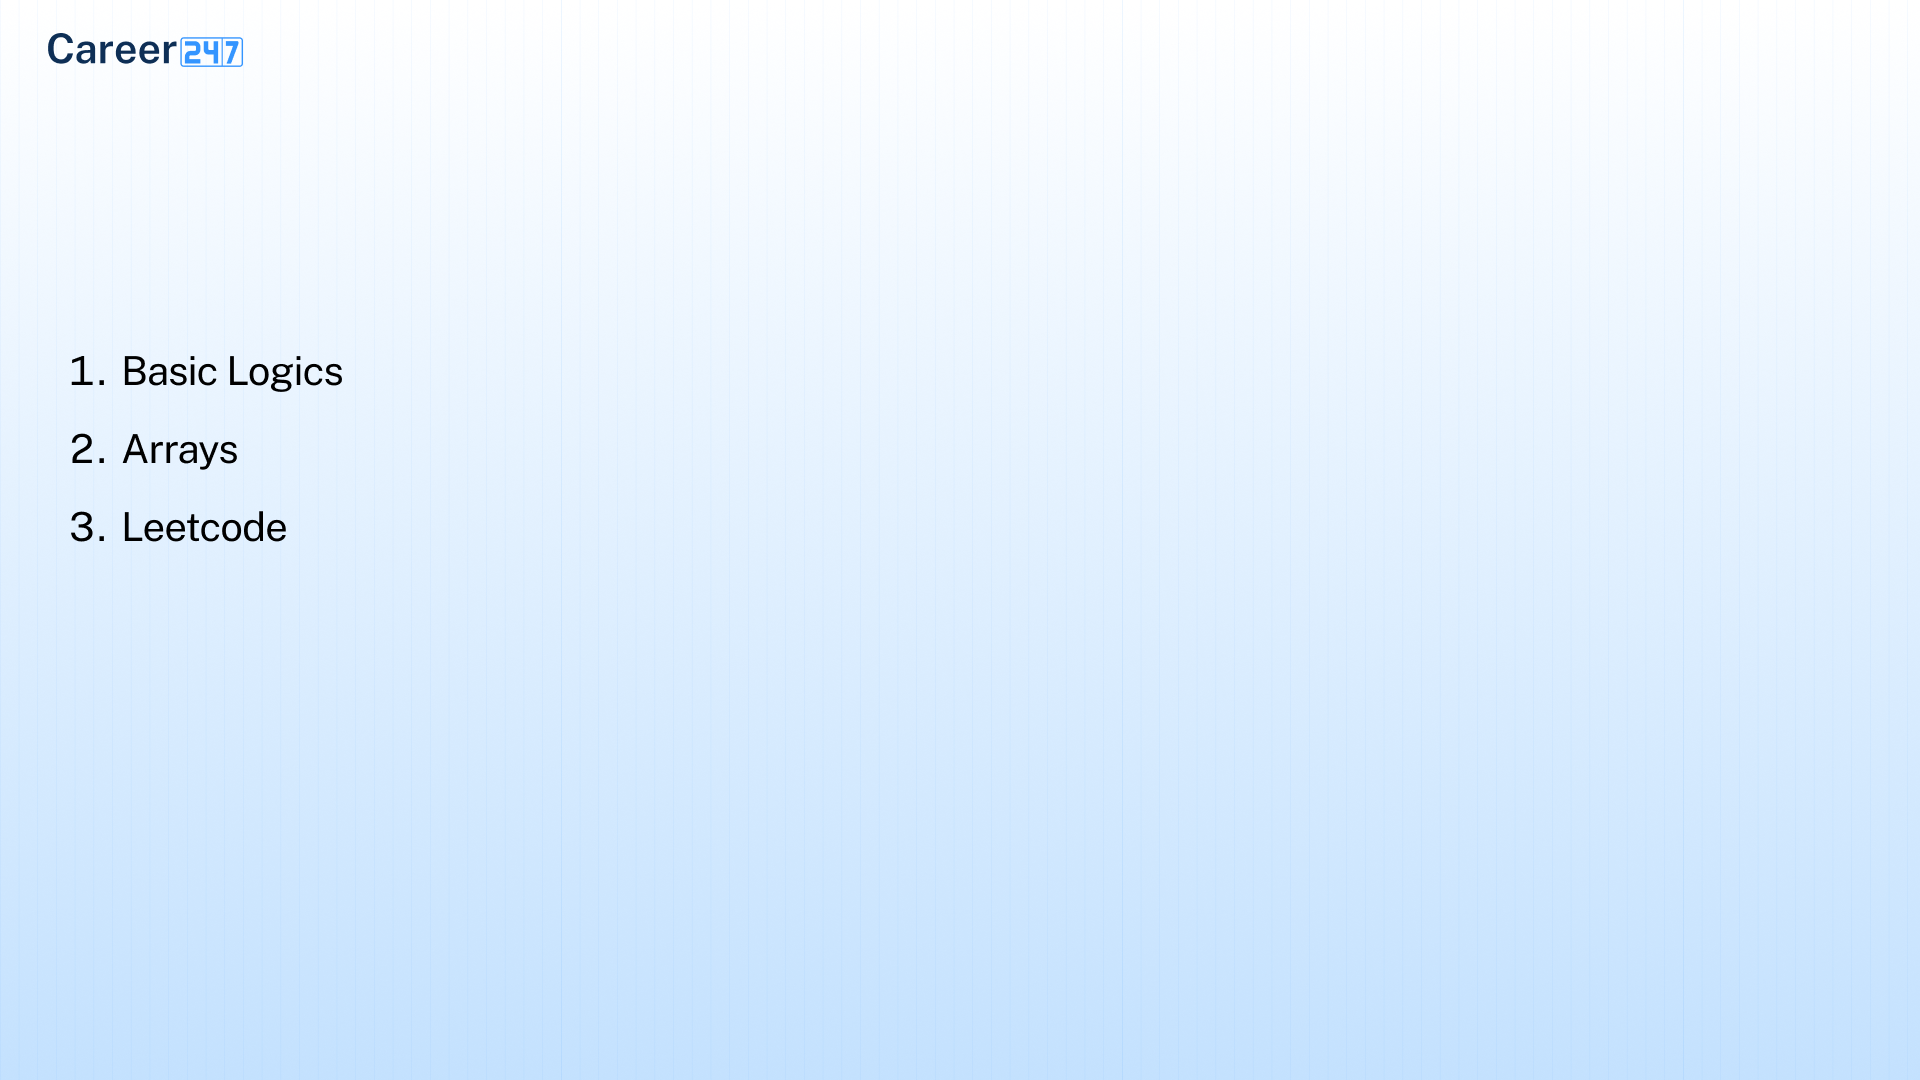 Career247
1. Basic Logics
2. Arrays
3. Leetcode